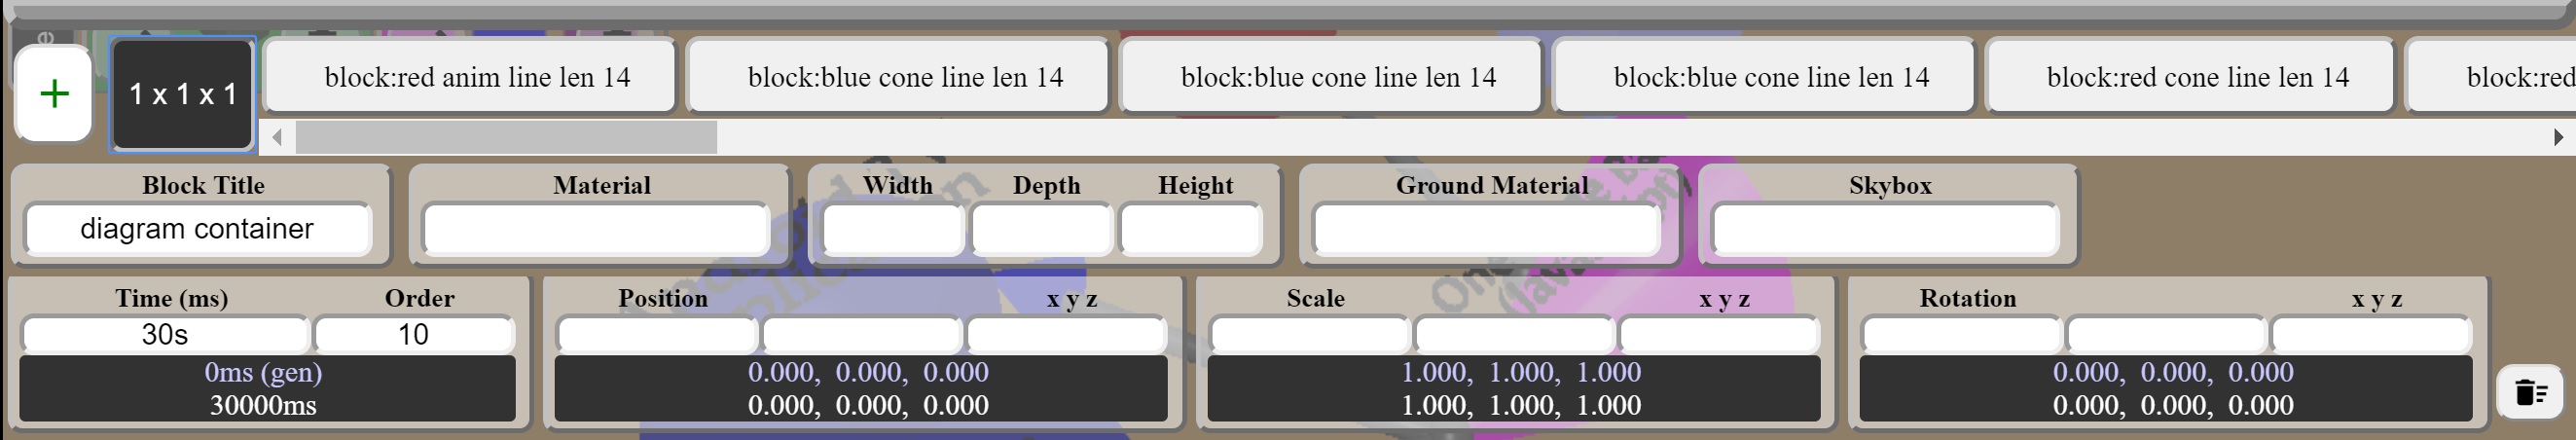 e
+
1 x 1 x 1
block:red anim line len 14
block:blue cone line len 14
block:blue cone line len 14
block:blue cone line len 14
block:red cone line len 14
block:red
Block Title
Material
Width
Depth
Height
Ground Material
Skybox
diagram container
Time (ms)
Order
Position
x y z
Scale
x y z
Rotation
x y z
30s
10
0ms (gen)
0.000, 0.000, 0.000
1.000, 1.000, 1.000
0.000, 0.000, 0.000
30000ms
0.000, 0.000, 0.000
1.000, 1.000, 1.000
0.000, 0.000, 0.000